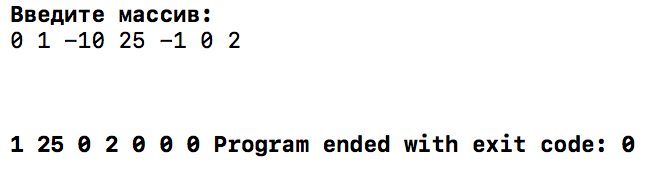 Введите массив:
0 1 -10 25 -1 0 2
1 25 0 2 0 0 0 Program ended with exit code: 0